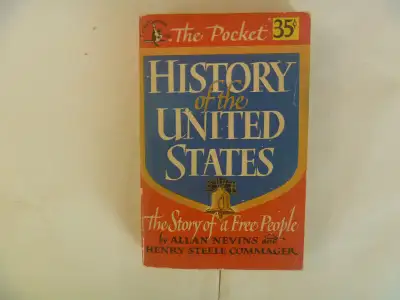 The Pocket 35¢
HISTORY
of the
UNITED
STATES
The Story of a Free People
by ALLAN NEVINS and
HENRY STEELE COMMAGER